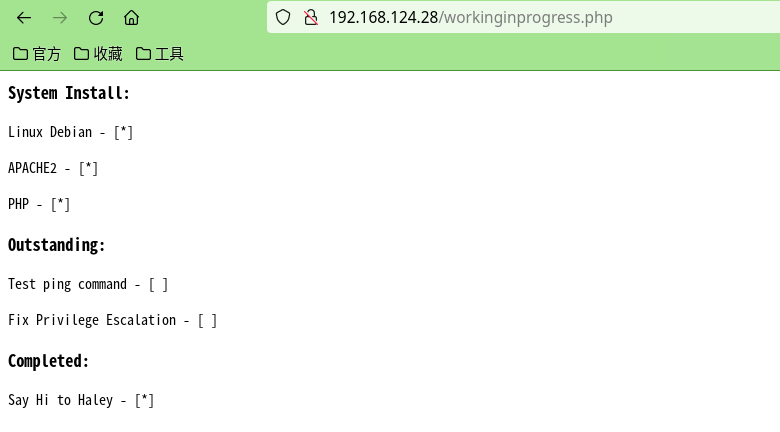 192.168.124.28/workinginprogress.php
官方 收藏 工具
System Install:
Linux Debian - [*]
APACHE2 - [*]
PHP - [*]
Outstanding:
Test ping command - [ ]
Fix Privilege Escalation - [ ]
Completed:
Say Hi to Haley - [*]